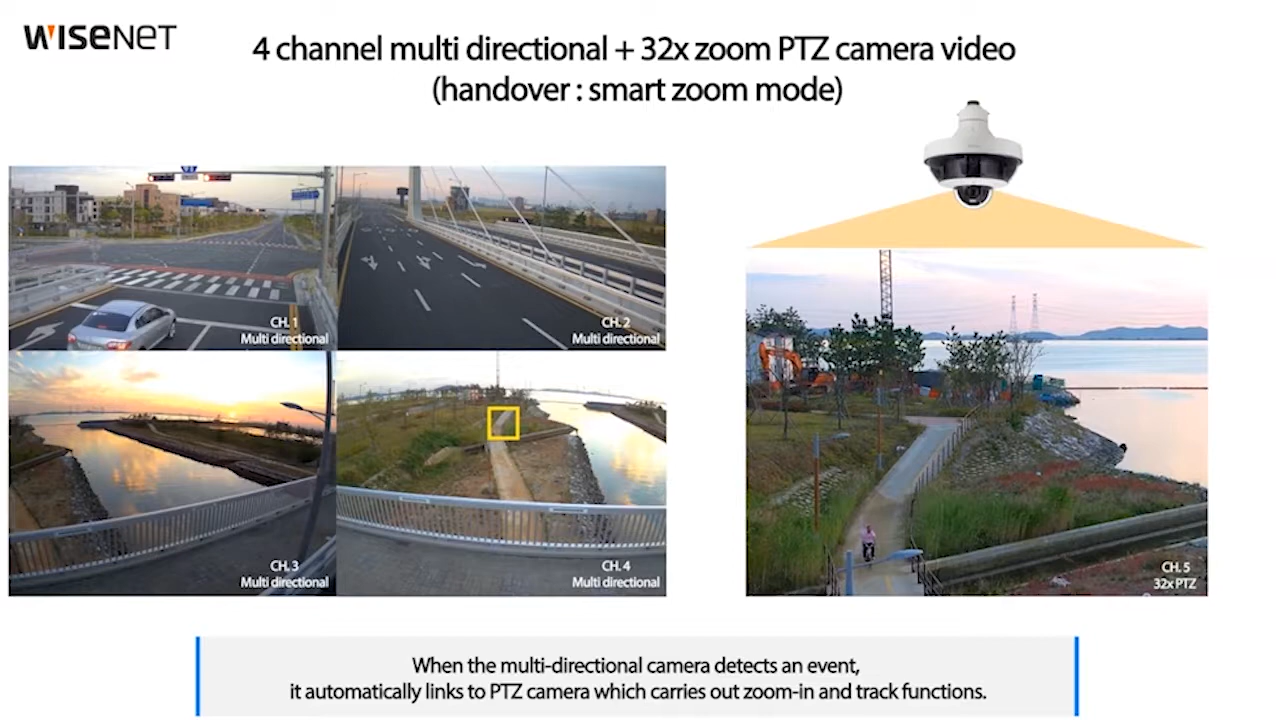 WISENET
4 channel multi directional + 32x zoom PTZ camera video
(handover : smart zoom mode)
CH. 1
Multi directional
CH. 2
Multi directional
CH. 3
Multi directional
CH. 4
Multi directional
CH. 5
32x PTZ
When the multi-directional camera detects an event,
it automatically links to PTZ camera which carries out zoom-in and track functions.